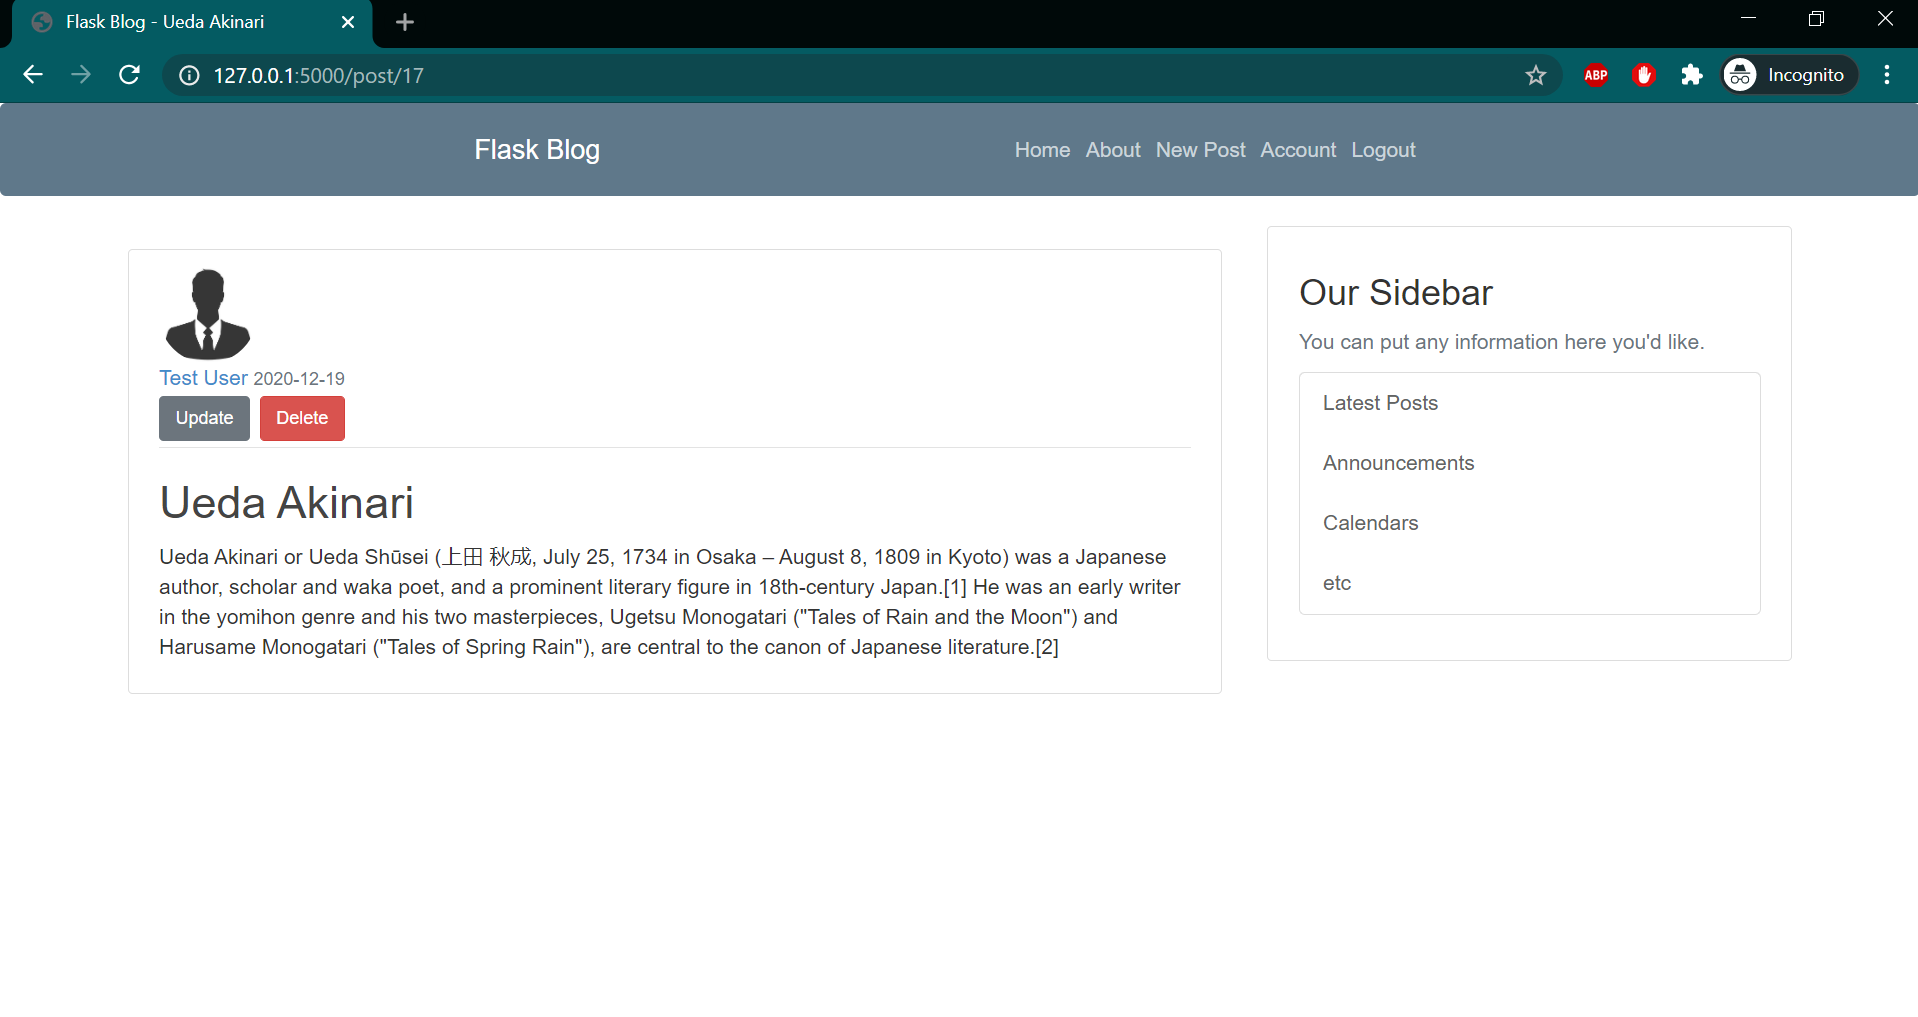 Flask Blog - Ueda Akinari
127.0.0.1:5000/post/17
ABP
Incognito
Flask Blog
Home About New Post Account Logout
Test User 2020-12-19
Update Delete
Ueda Akinari
Ueda Akinari or Ueda Shūsei (上田 秋成, July 25, 1734 in Osaka – August 8, 1809 in Kyoto) was a Japanese
author, scholar and waka poet, and a prominent literary figure in 18th-century Japan.[1] He was an early writer
in the yomihon genre and his two masterpieces, Ugetsu Monogatari ("Tales of Rain and the Moon") and
Harusame Monogatari ("Tales of Spring Rain"), are central to the canon of Japanese literature.[2]
Our Sidebar
You can put any information here you'd like.
Latest Posts
Announcements
Calendars
etc